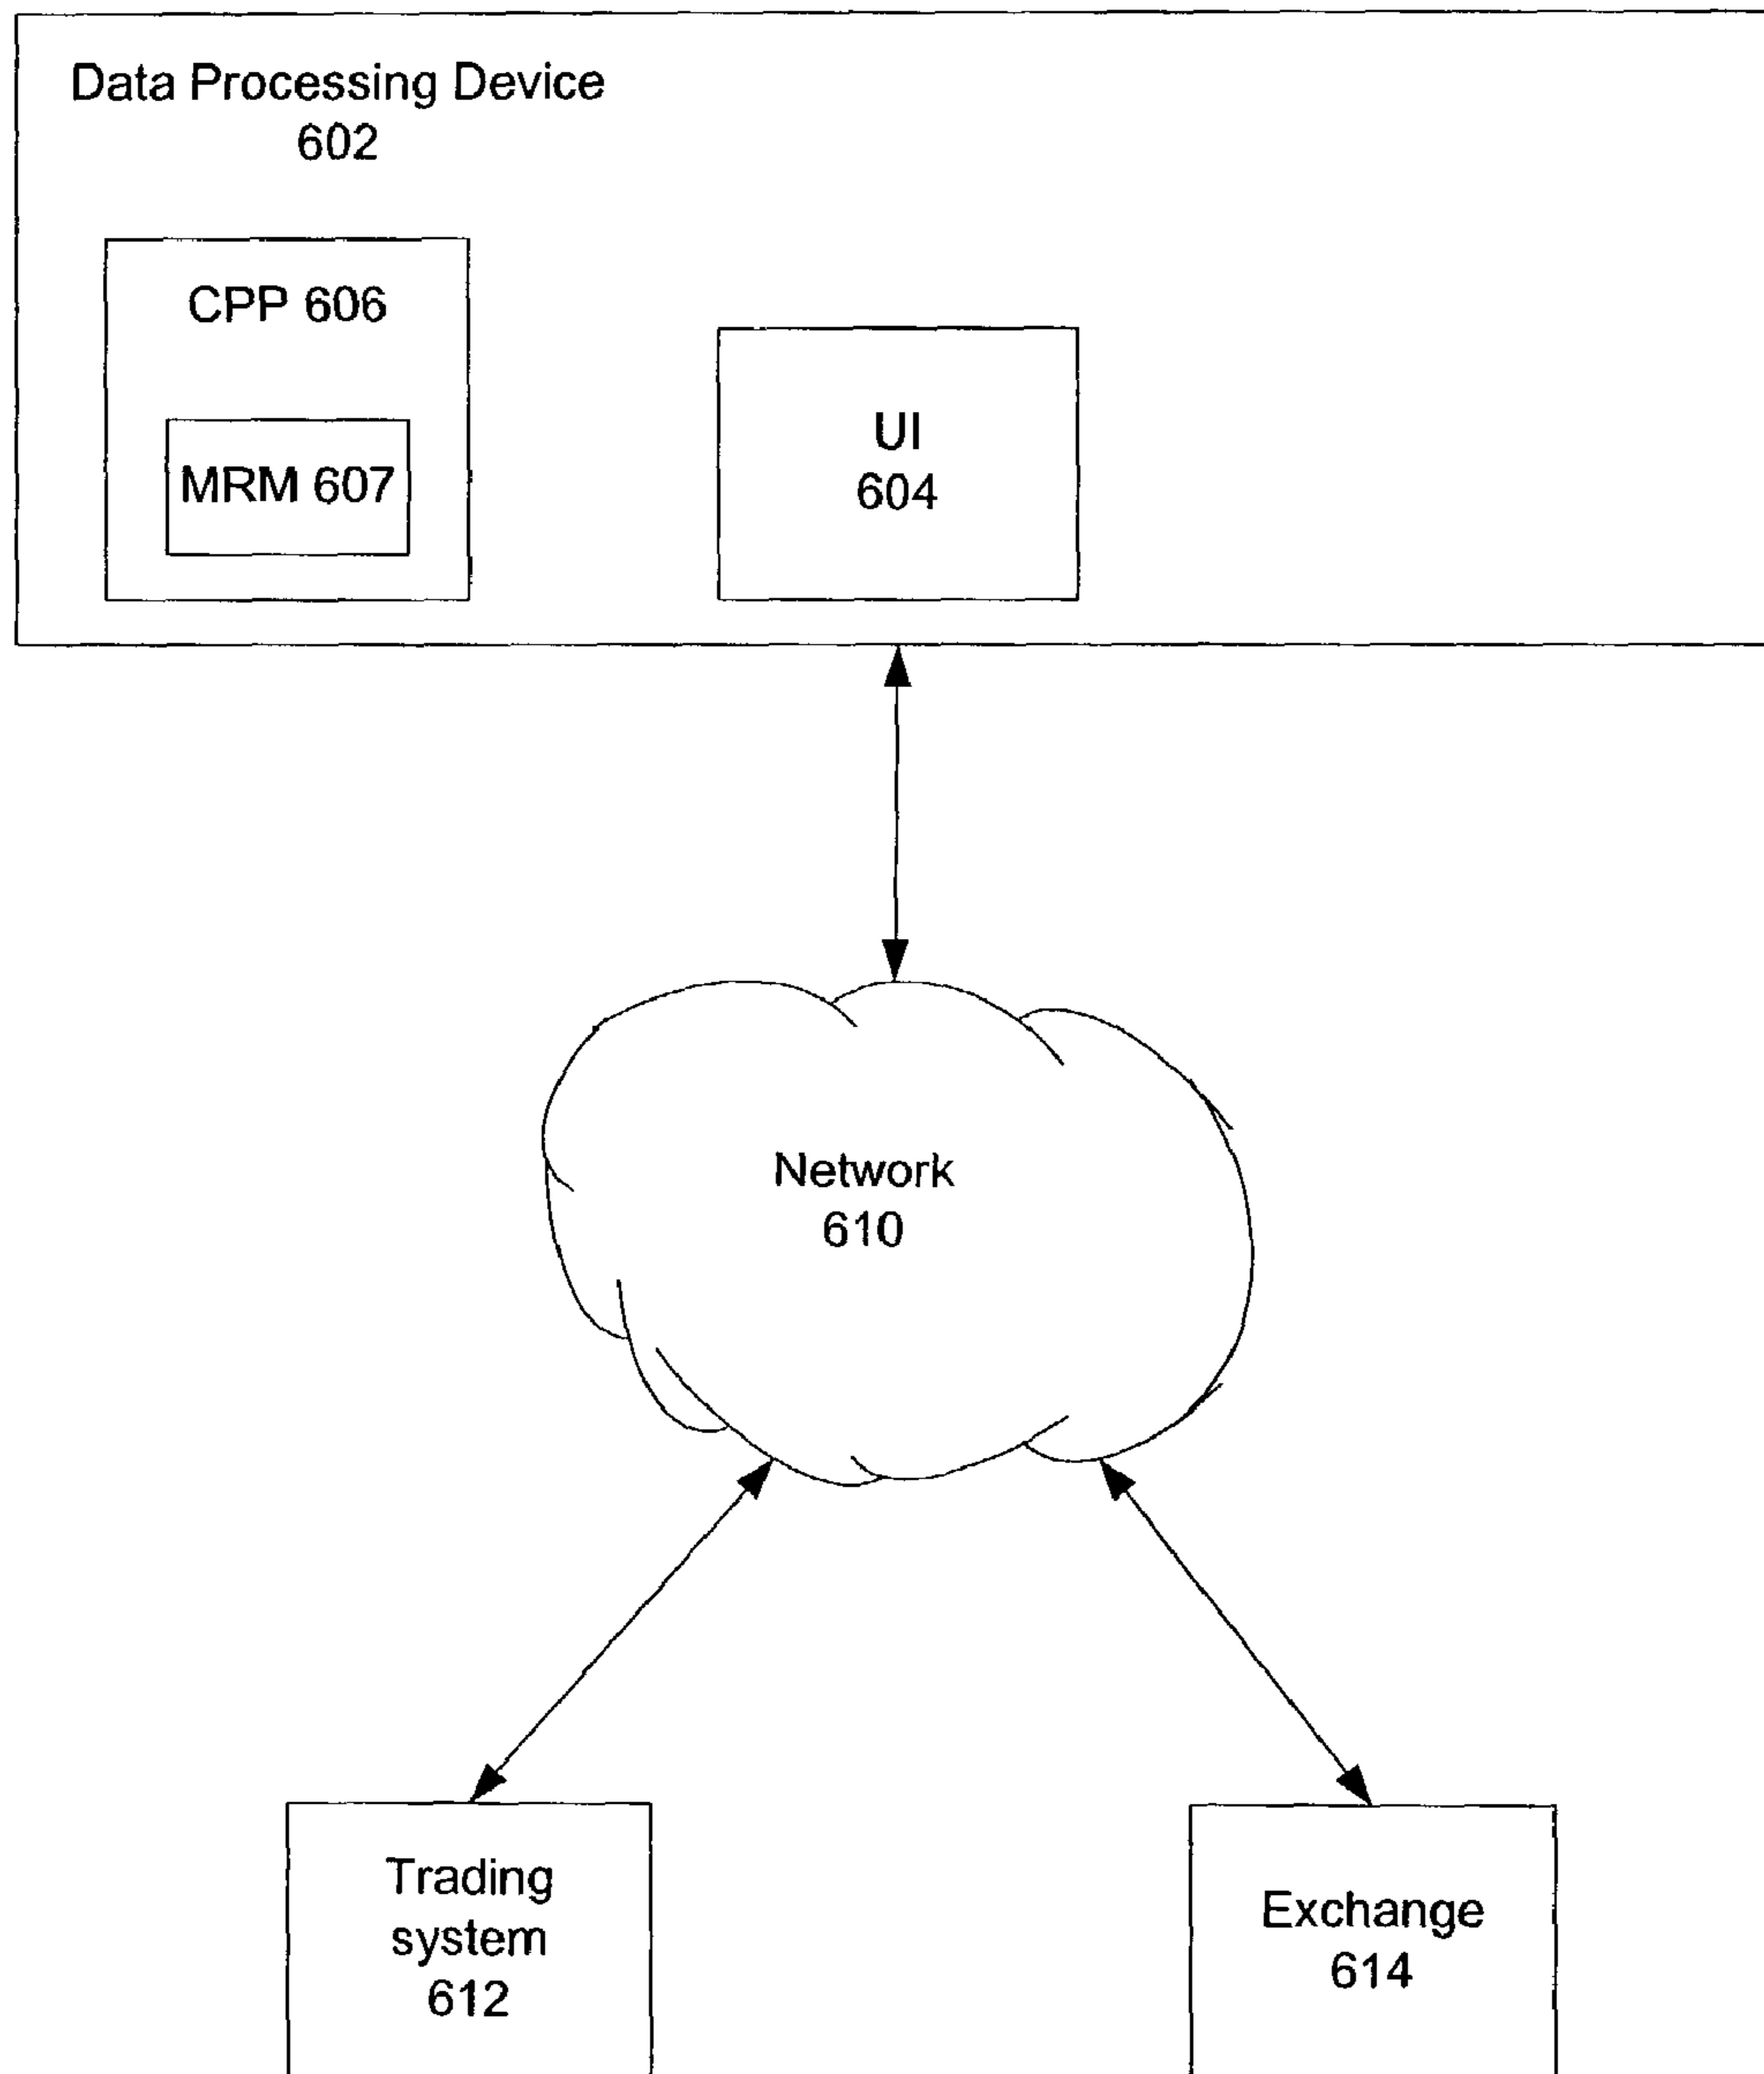 Data Processing Device
602
CPP 606
MRM 607
UI
604
Network
610
Trading
system
612
Exchange
614